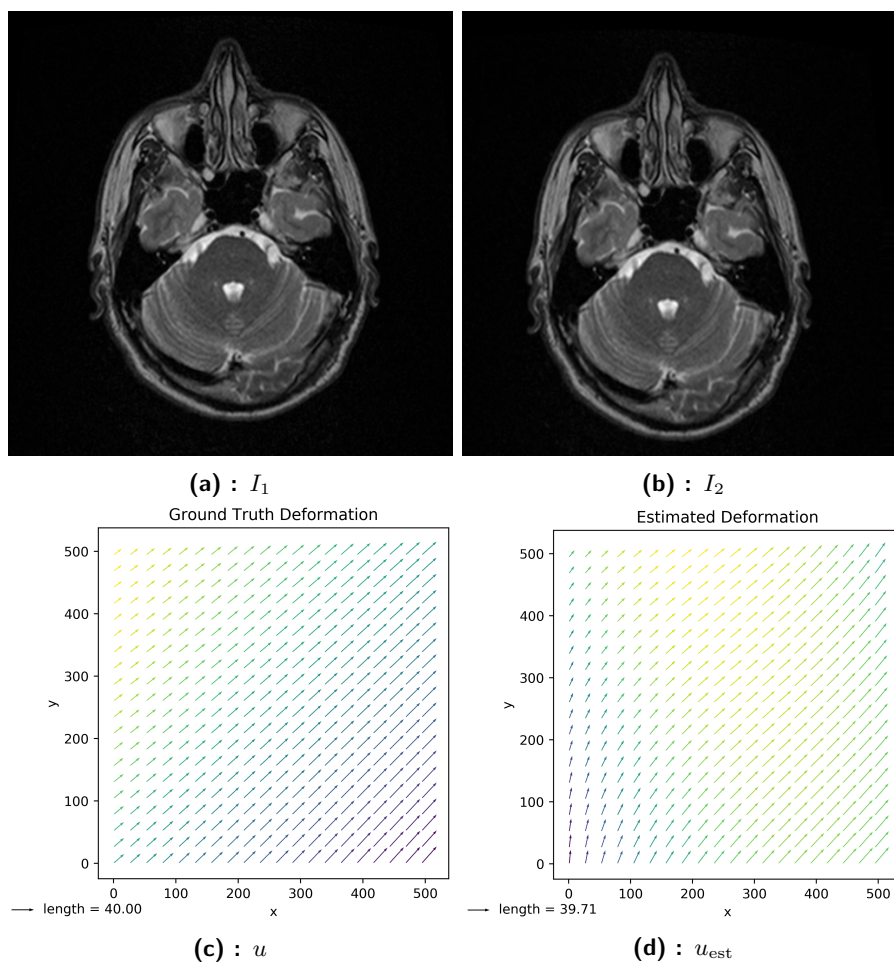 (a) : I₁
(b) : I₂
Ground Truth Deformation
500
400
300
200
100
0
y
0 100 200 300 400 500
x
length = 40.00
(c) : u
Estimated Deformation
500
400
300
200
100
0
y
0 100 200 300 400 500
x
length = 39.71
(d) : uₑₛₜ